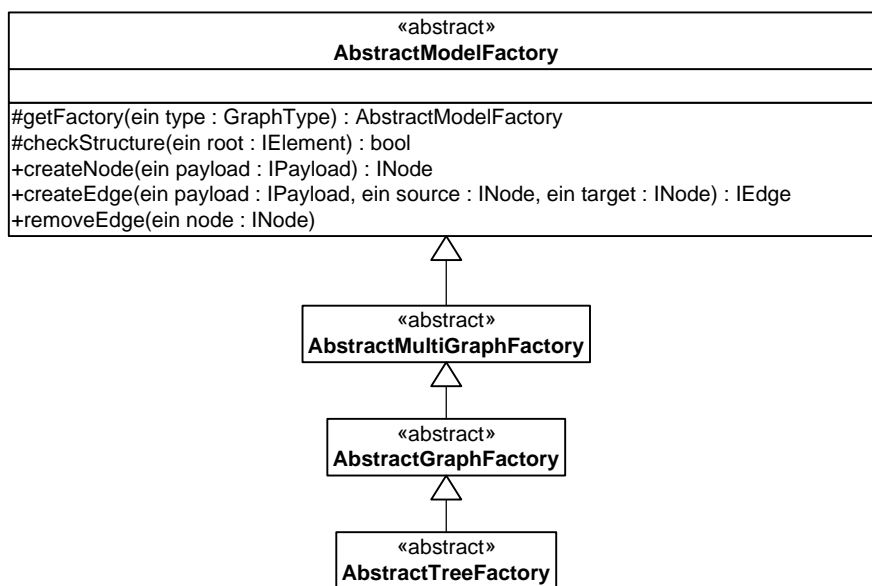 «abstract»
AbstractModelFactory
#getFactory(ein type : GraphType) : AbstractModelFactory
#checkStructure(ein root : IElement) : bool
+createNode(ein payload : IPayload) : INode
+createEdge(ein payload : IPayload, ein source : INode, ein target : INode) : IEdge
+removeEdge(ein node : INode)
«abstract»
AbstractMultiGraphFactory
«abstract»
AbstractGraphFactory
«abstract»
AbstractTreeFactory